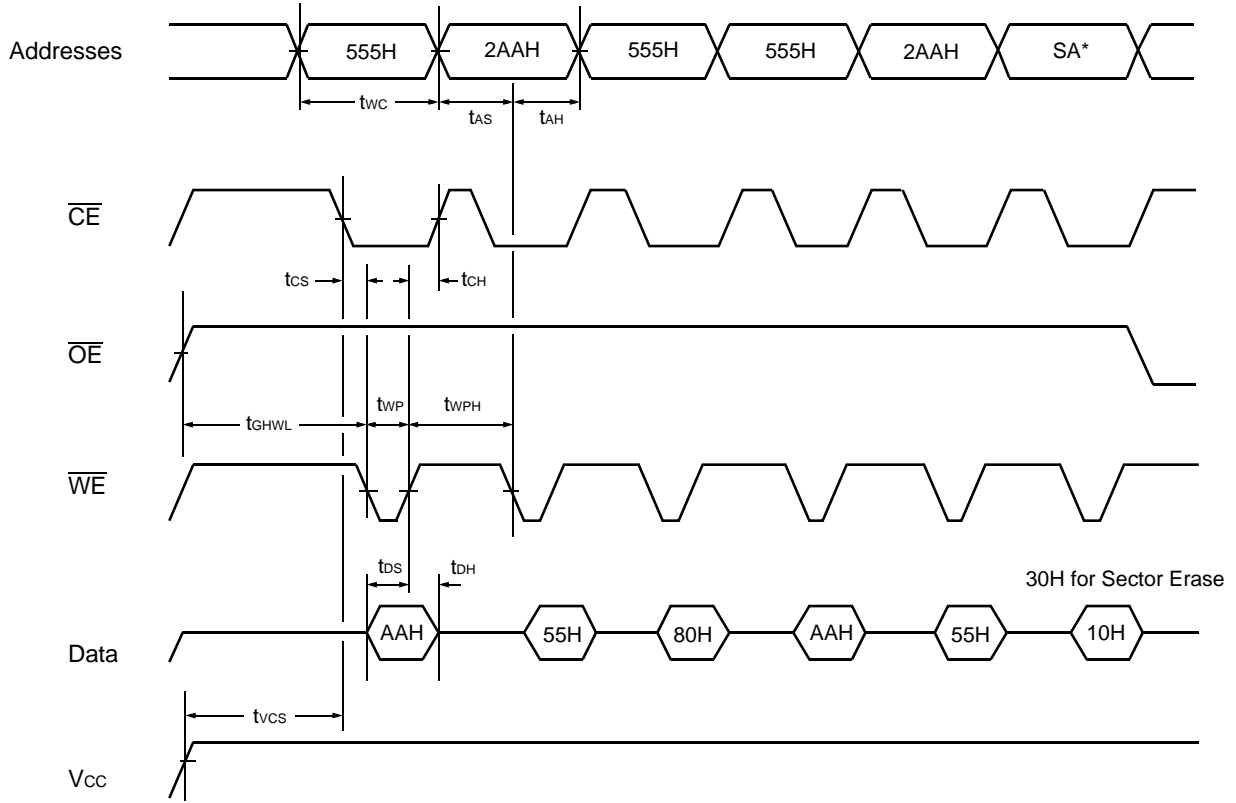 Addresses
555H 2AAH 555H 555H 2AAH SA*
tWC
tAS tAH
CE
tCS tCH
OE
tGHWL tWP tWPH
WE
tDS tDH
30H for Sector Erase
Data
AAH 55H 80H AAH 55H 10H
tVCS
VCC